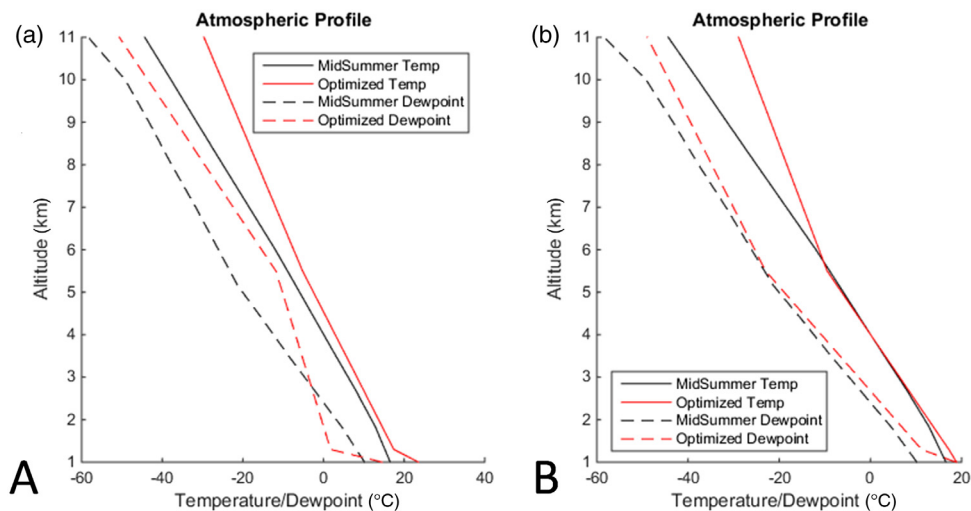 (a)
Atmospheric Profile
11
10
9
8
7
6
5
4
3
2
1
Altitude (km)
MidSummer Temp
Optimized Temp
MidSummer Dewpoint
Optimized Dewpoint
-60 -40 -20 0 20 40
Temperature/Dewpoint (°C)
A
(b)
Atmospheric Profile
11
10
9
8
7
6
5
4
3
2
1
Altitude (km)
MidSummer Temp
Optimized Temp
MidSummer Dewpoint
Optimized Dewpoint
-60 -40 -20 0 20
Temperature/Dewpoint (°C)
B